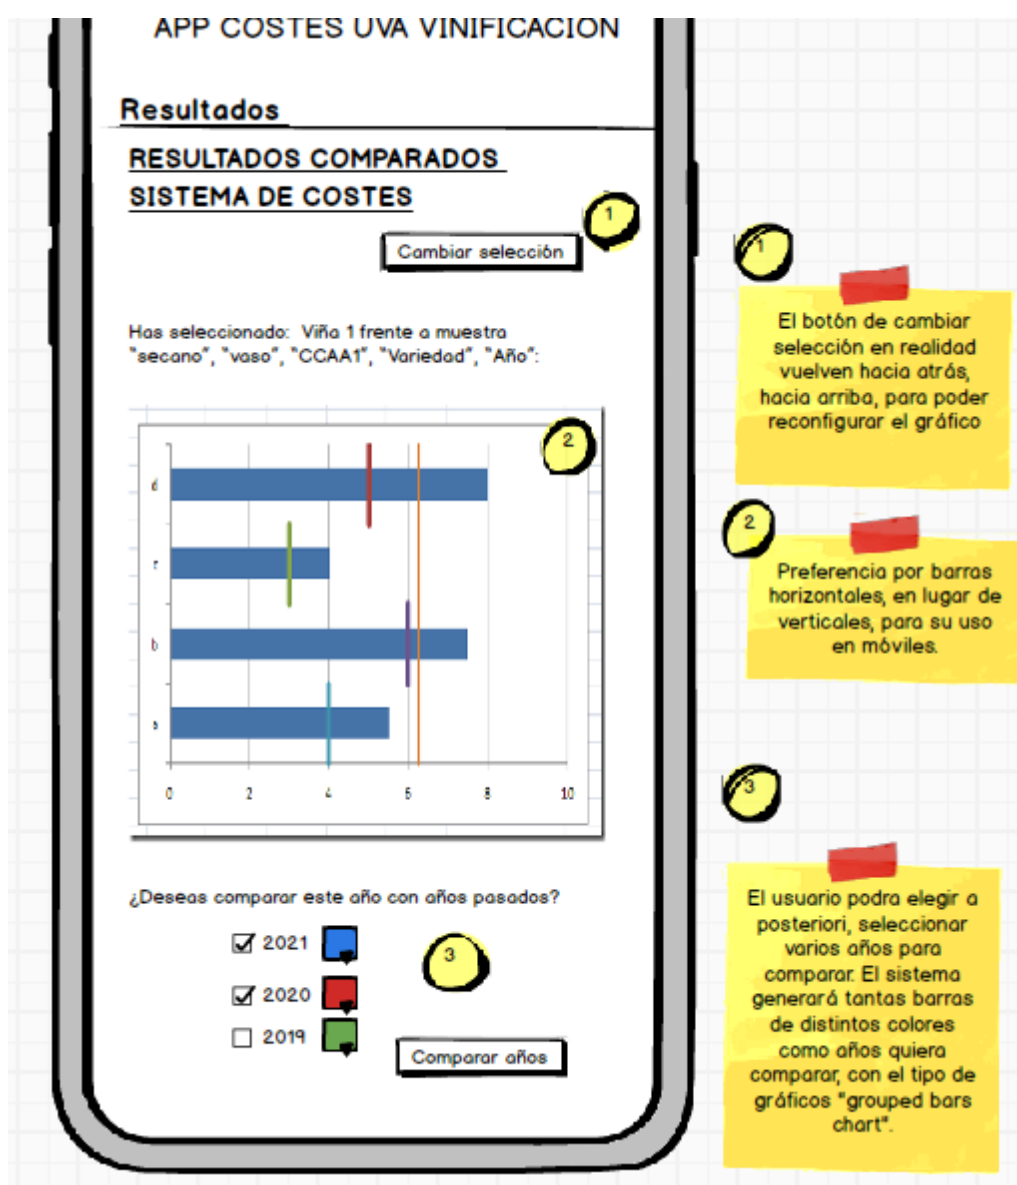 APP COSTES UVA VINIFICACION
Resultados
RESULTADOS COMPARADOS
SISTEMA DE COSTES
1
Cambiar selección
Has seleccionado: Viña 1 frente a muestra
"secano", "vaso", "CCAA1", "Variedad", "Año":
2
d
r
b
a
0 2 4 6 8 10
¿Deseas comparar este año con años pasados?
2021
2020
2019
3
Comparar años
1
El botón de cambiar
selección en realidad
vuelven hacia atrás,
hacia arriba, para poder
reconfigurar el gráfico
2
Preferencia por barras
horizontales, en lugar de
verticales, para su uso
en móviles.
3
El usuario podra elegir a
posteriori, seleccionar
varios años para
comparar. El sistema
generará tantas barras
de distintos colores
como años quiera
comparar, con el tipo de
gráficos "grouped bars
chart".